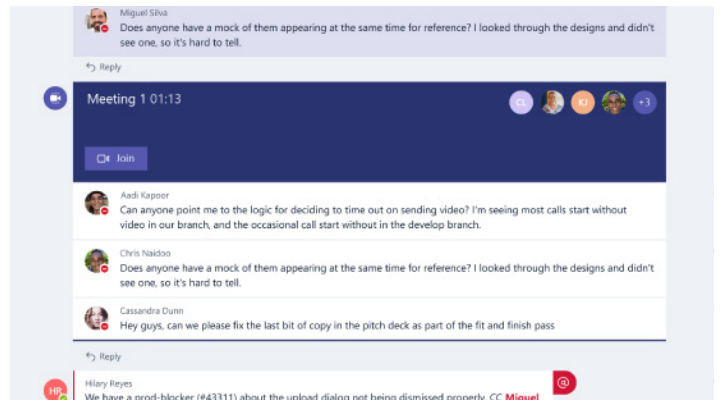 Miguel Silva
Does anyone have a mock of them appearing at the same time for reference? I looked through the designs and didn't
see one, so it's hard to tell.
Reply
Meeting 1 01:13
CL
KJ
+3
Join
Aadi Kapoor
Can anyone point me to the logic for deciding to time out on sending video? I'm seeing most calls start without
video in our branch, and the occasional call start without in the develop branch.
Chris Naidoo
Does anyone have a mock of them appearing at the same time for reference? I looked through the designs and didn't
see one, so it's hard to tell.
Cassandra Dunn
Hey guys, can we please fix the last bit of copy in the pitch deck as part of the fit and finish pass
Reply
HR
Hilary Reyes
@
We have a prod-blocker (#43311) about the upload dialog not being dismissed properly. CC Miguel